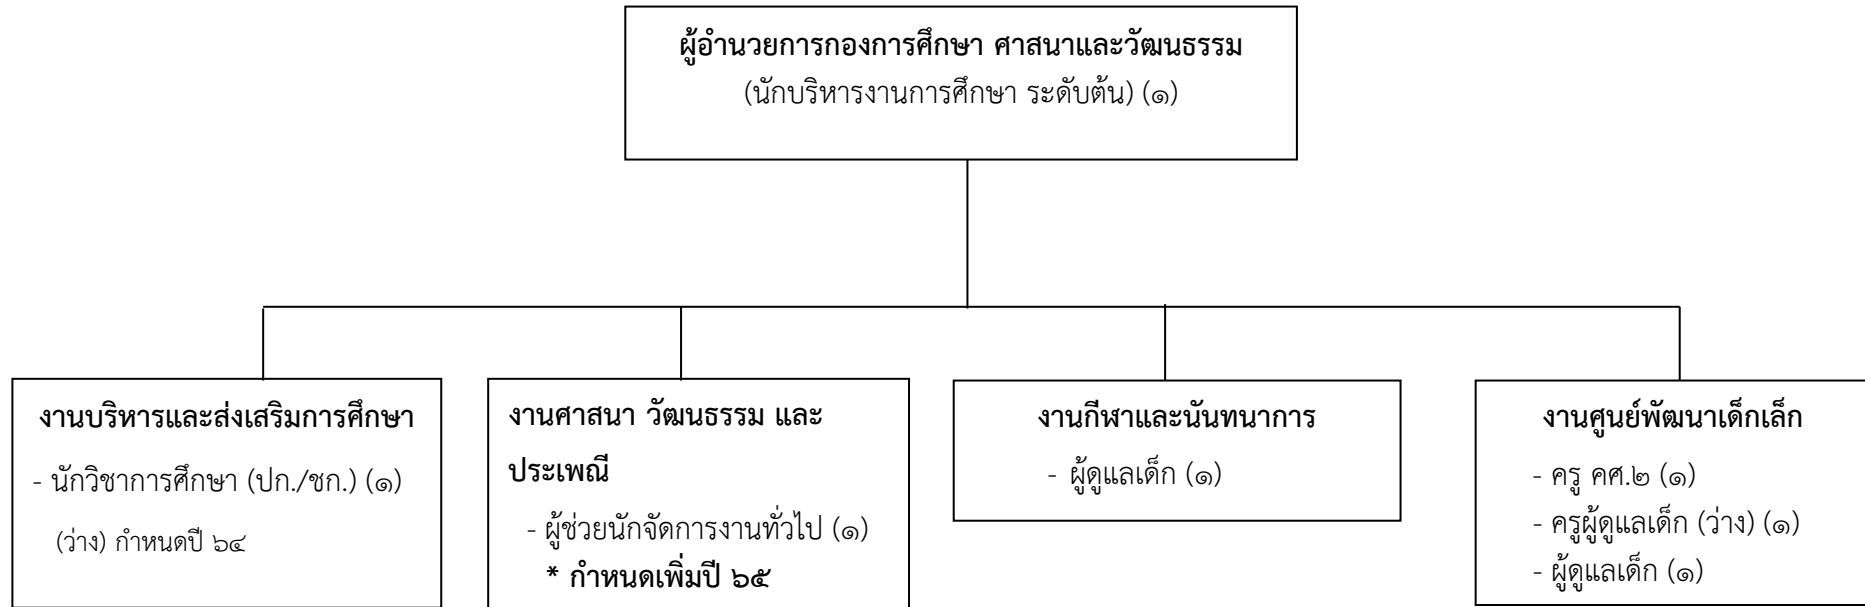 ผู้อำนวยการกองการศึกษา ศาสนาและวัฒนธรรม
(นักบริหารงานการศึกษา ระดับต้น) (๑)
งานบริหารและส่งเสริมการศึกษา
- นักวิชาการศึกษา (ปก./ชก.) (๑)
(ว่าง) กำหนดปี ๖๔
งานศาสนา วัฒนธรรม และ
ประเพณี
- ผู้ช่วยนักจัดการงานทั่วไป (๑)
* กำหนดเพิ่มปี ๖๕
งานกีฬาและนันทนาการ
- ผู้ดูแลเด็ก (๑)
งานศูนย์พัฒนาเด็กเล็ก
- ครู คศ.๒ (๑)
- ครูผู้ดูแลเด็ก (ว่าง) (๑)
- ผู้ดูแลเด็ก (๑)